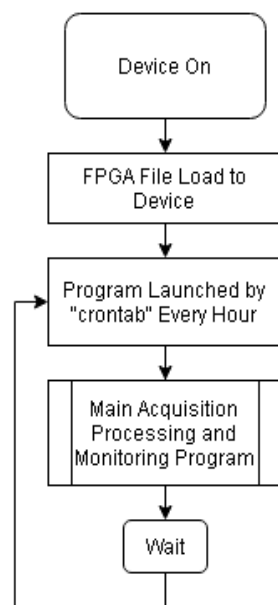 Device On
FPGA File Load to
Device
Program Launched by
"crontab" Every Hour
Main Acquisition
Processing and
Monitoring Program
Wait